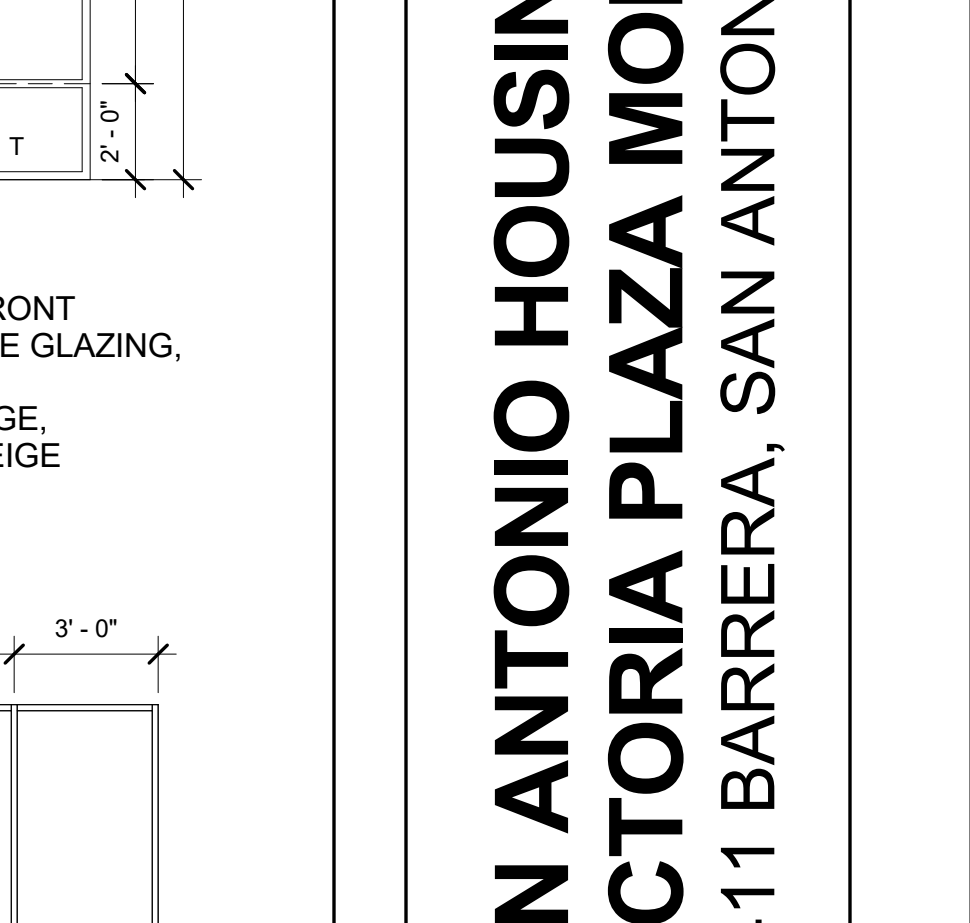 T
2' - 0"
RONT
E GLAZING,
GE,
EIGE
3' - 0"
N ANTONIO HOUSIN
CTORIA PLAZA MO
-11 BARRERA, SAN ANTON